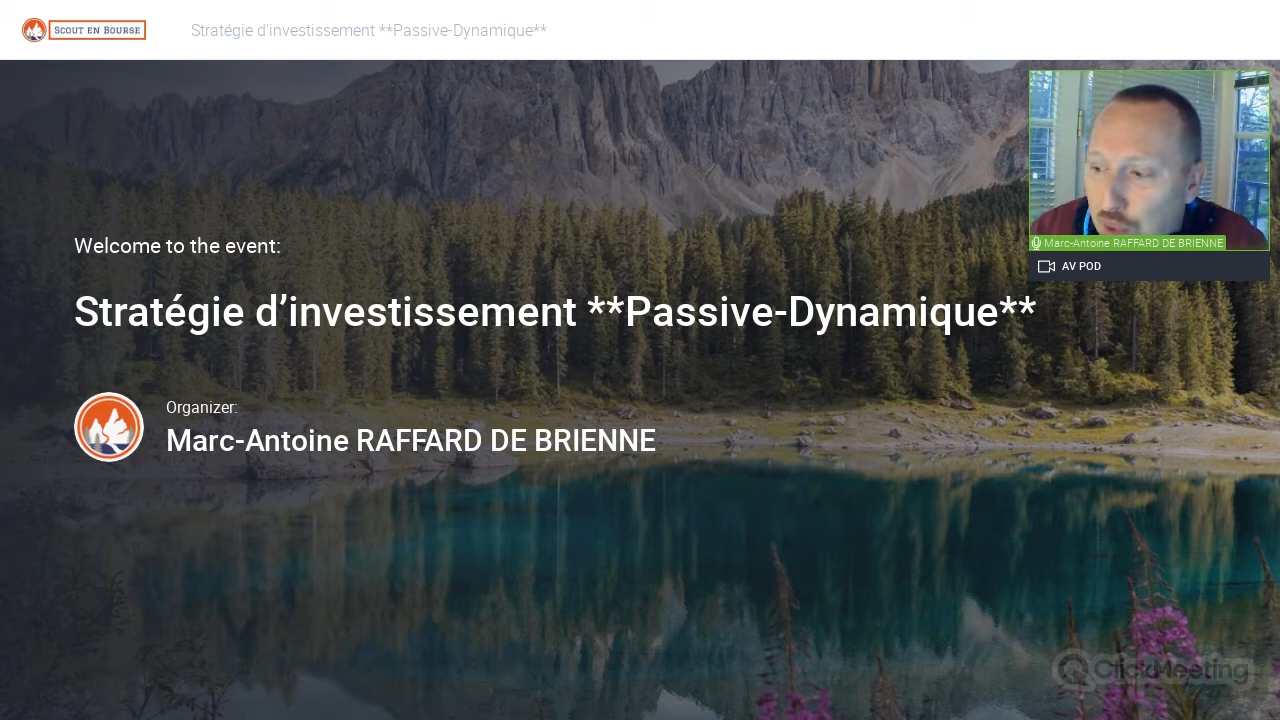 SCOUT EN BOURSE
Stratégie d'investissement **Passive-Dynamique**
Marc-Antoine RAFFARD DE BRIENNE
AV POD
Welcome to the event:
Stratégie d’investissement **Passive-Dynamique**
Organizer:
Marc-Antoine RAFFARD DE BRIENNE
ClickMeeting